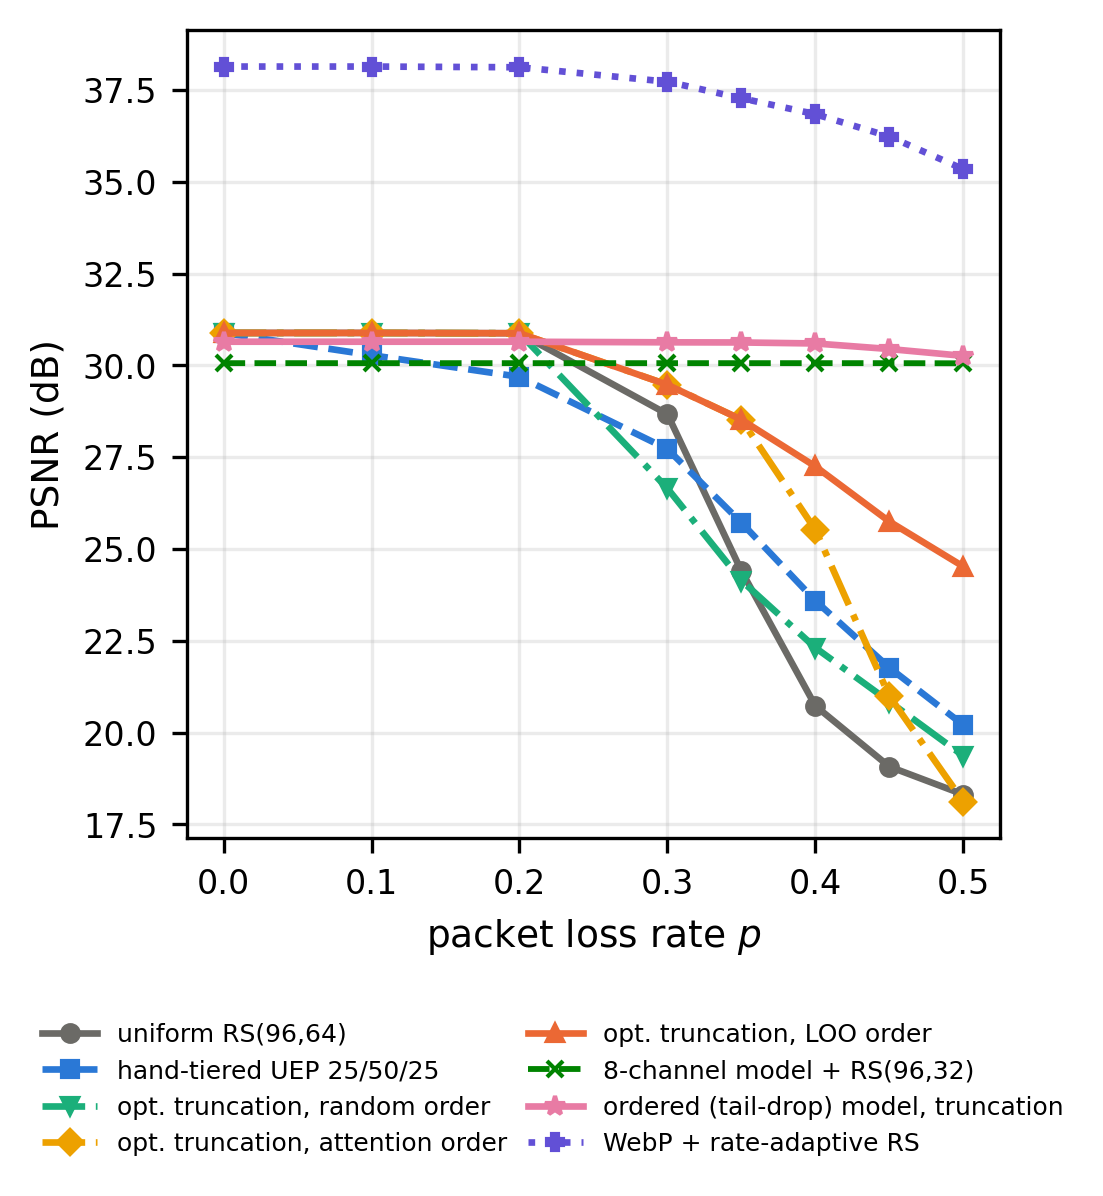 37.5
35.0
32.5
30.0
27.5
25.0
22.5
20.0
17.5
PSNR (dB)
0.0 0.1 0.2 0.3 0.4 0.5
packet loss rate p
uniform RS(96,64)
hand-tiered UEP 25/50/25
opt. truncation, random order
opt. truncation, attention order
opt. truncation, LOO order
8-channel model + RS(96,32)
ordered (tail-drop) model, truncation
WebP + rate-adaptive RS